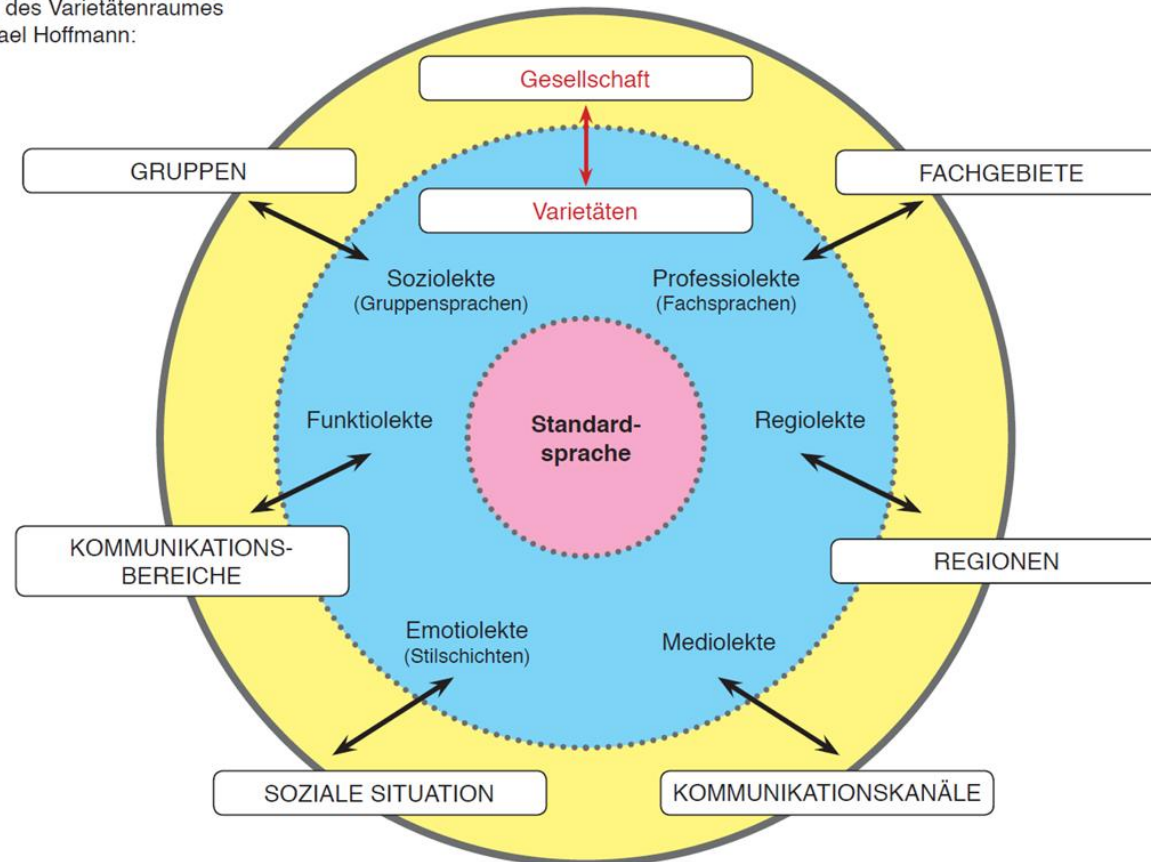 des Varietätenraumes
ael Hoffmann:
Gesellschaft
GRUPPEN
FACHGEBIETE
Varietäten
Soziolekte
(Gruppensprachen)
Professiolekte
(Fachsprachen)
Funktiolekte
Standard-
sprache
Regiolekte
KOMMUNIKATIONS-
BEREICHE
REGIONEN
Emotiolekte
(Stilschichten)
Mediolekte
SOZIALE SITUATION
KOMMUNIKATIONSKANÄLE